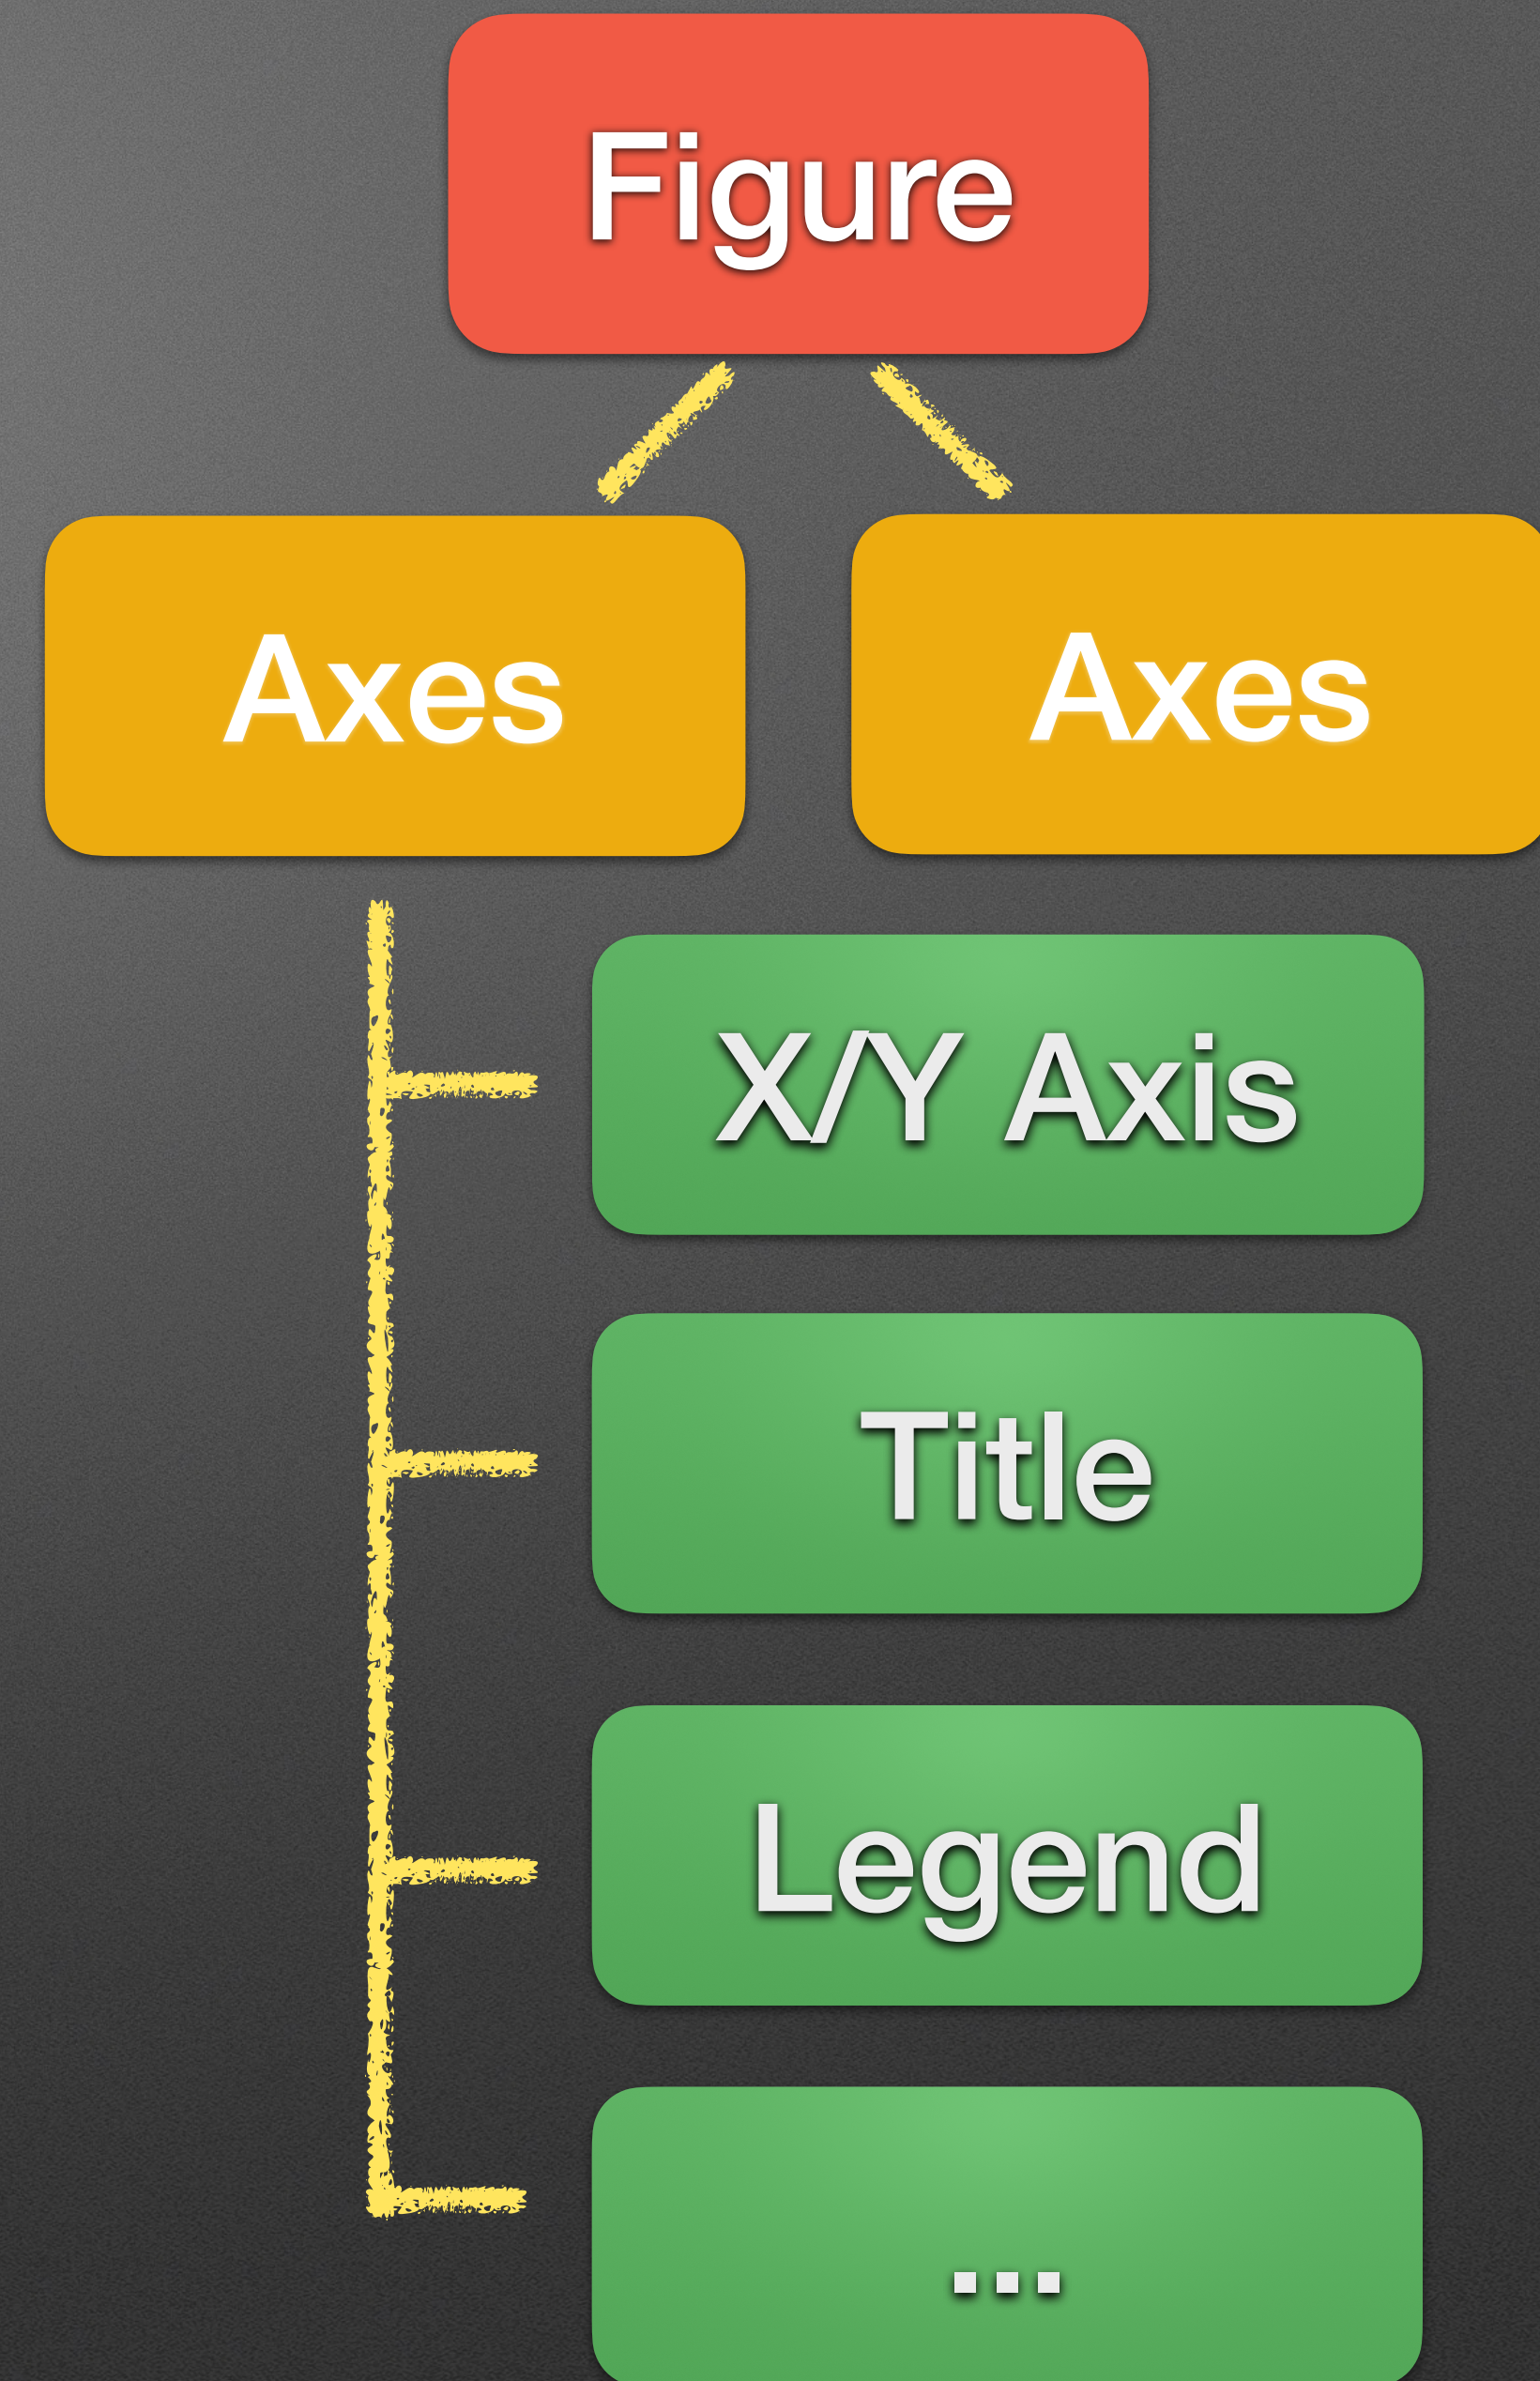 Figure
Axes
Axes
X/Y Axis
Title
Legend
...